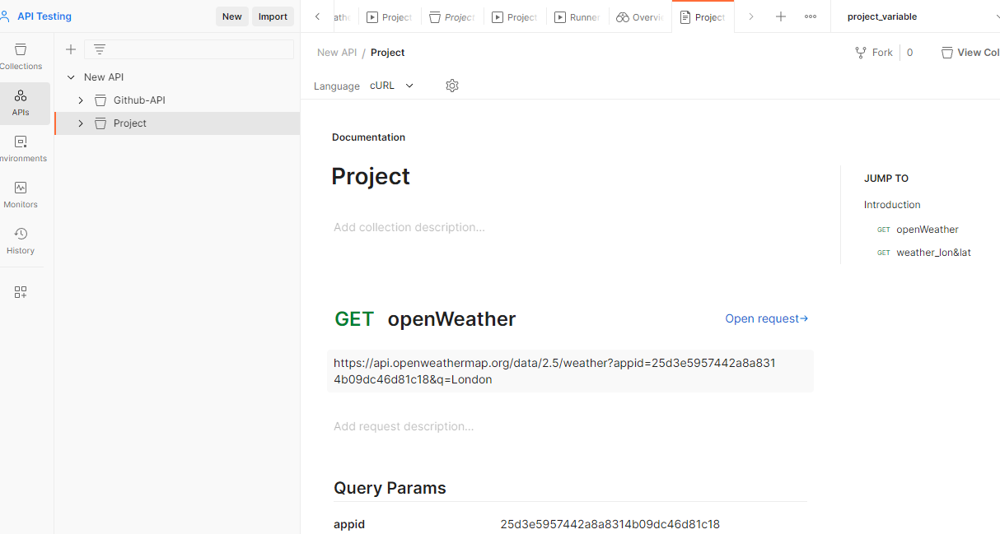 API Testing
New
Import
Project
Project
Project
Runner
Overvi
Project
project_variable
Collections
APIs
nvironments
Monitors
History
New API
Github-API
Project
New API / Project
Fork
0
View Col
Language
cURL
Documentation
Project
Add collection description...
JUMP TO
Introduction
GET openWeather
GET weather_lon&lat
GET openWeather
Open request→
https://api.openweathermap.org/data/2.5/weather?appid=25d3e5957442a8a831
4b09dc46d81c18&q=London
Add request description...
Query Params
appid
25d3e5957442a8a8314b09dc46d81c18